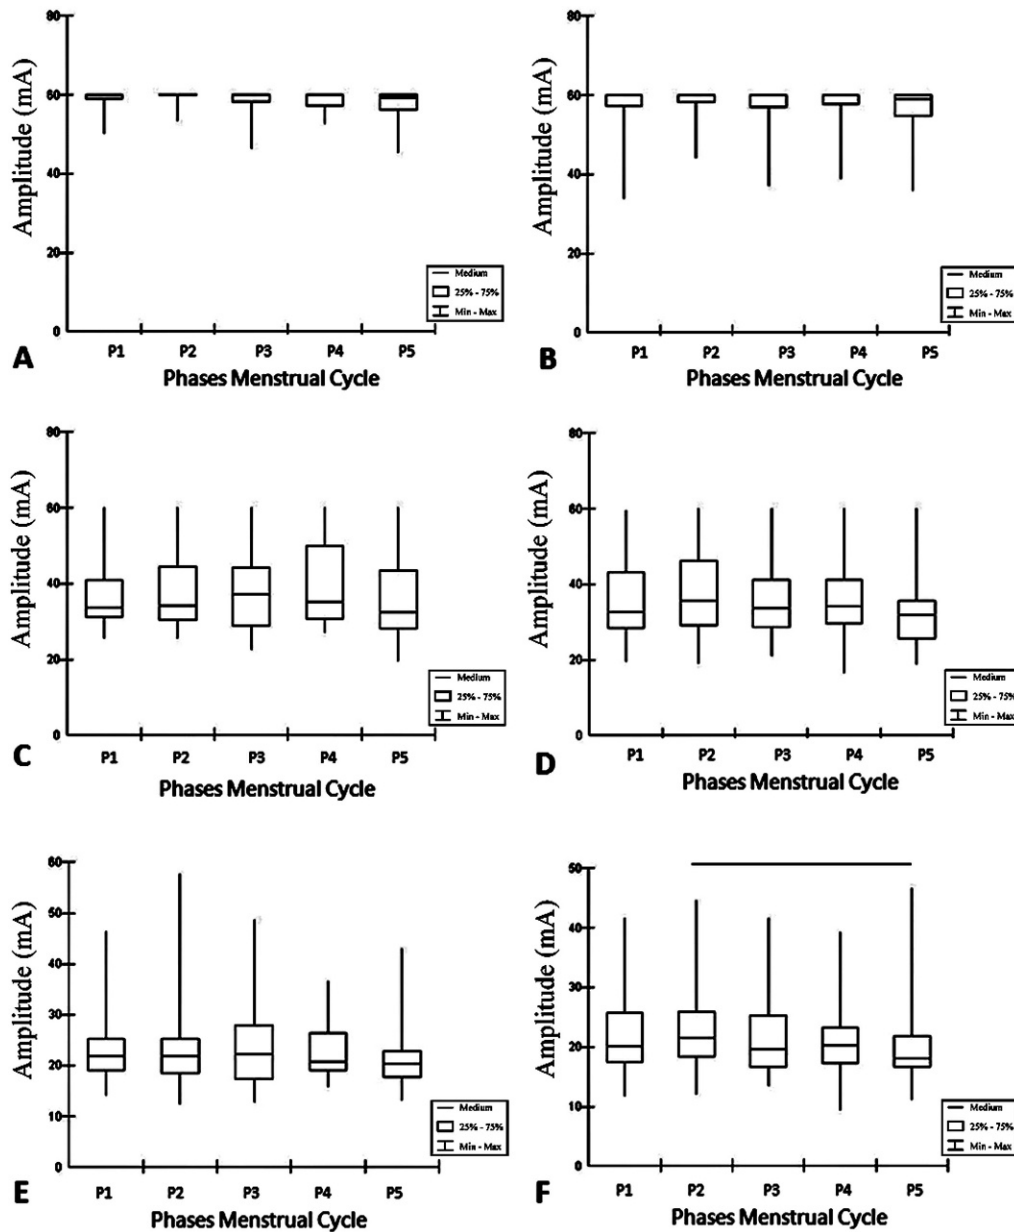 80
60
40
20
0
Amplitude (mA)
P1 P2 P3 P4 P5
Phases Menstrual Cycle
Medium
25% - 75%
Min - Max
A
80
60
40
20
0
Amplitude (mA)
P1 P2 P3 P4 P5
Phases Menstrual Cycle
Medium
25% - 75%
Min - Max
B
80
60
40
20
0
Amplitude (mA)
P1 P2 P3 P4 P5
Phases Menstrual Cycle
Medium
25% - 75%
Min - Max
C
80
60
40
20
0
Amplitude (mA)
P1 P2 P3 P4 P5
Phases Menstrual Cycle
Medium
25% - 75%
Min - Max
D
60
50
40
30
20
10
0
Amplitude (mA)
P1 P2 P3 P4 P5
Phases Menstrual Cycle
Medium
25% - 75%
Min - Max
E
50
40
30
20
10
0
Amplitude (mA)
P1 P2 P3 P4 P5
Phases Menstrual Cycle
Medium
25% - 75%
Min - Max
F